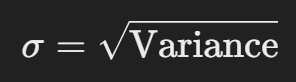 σ = √Variance